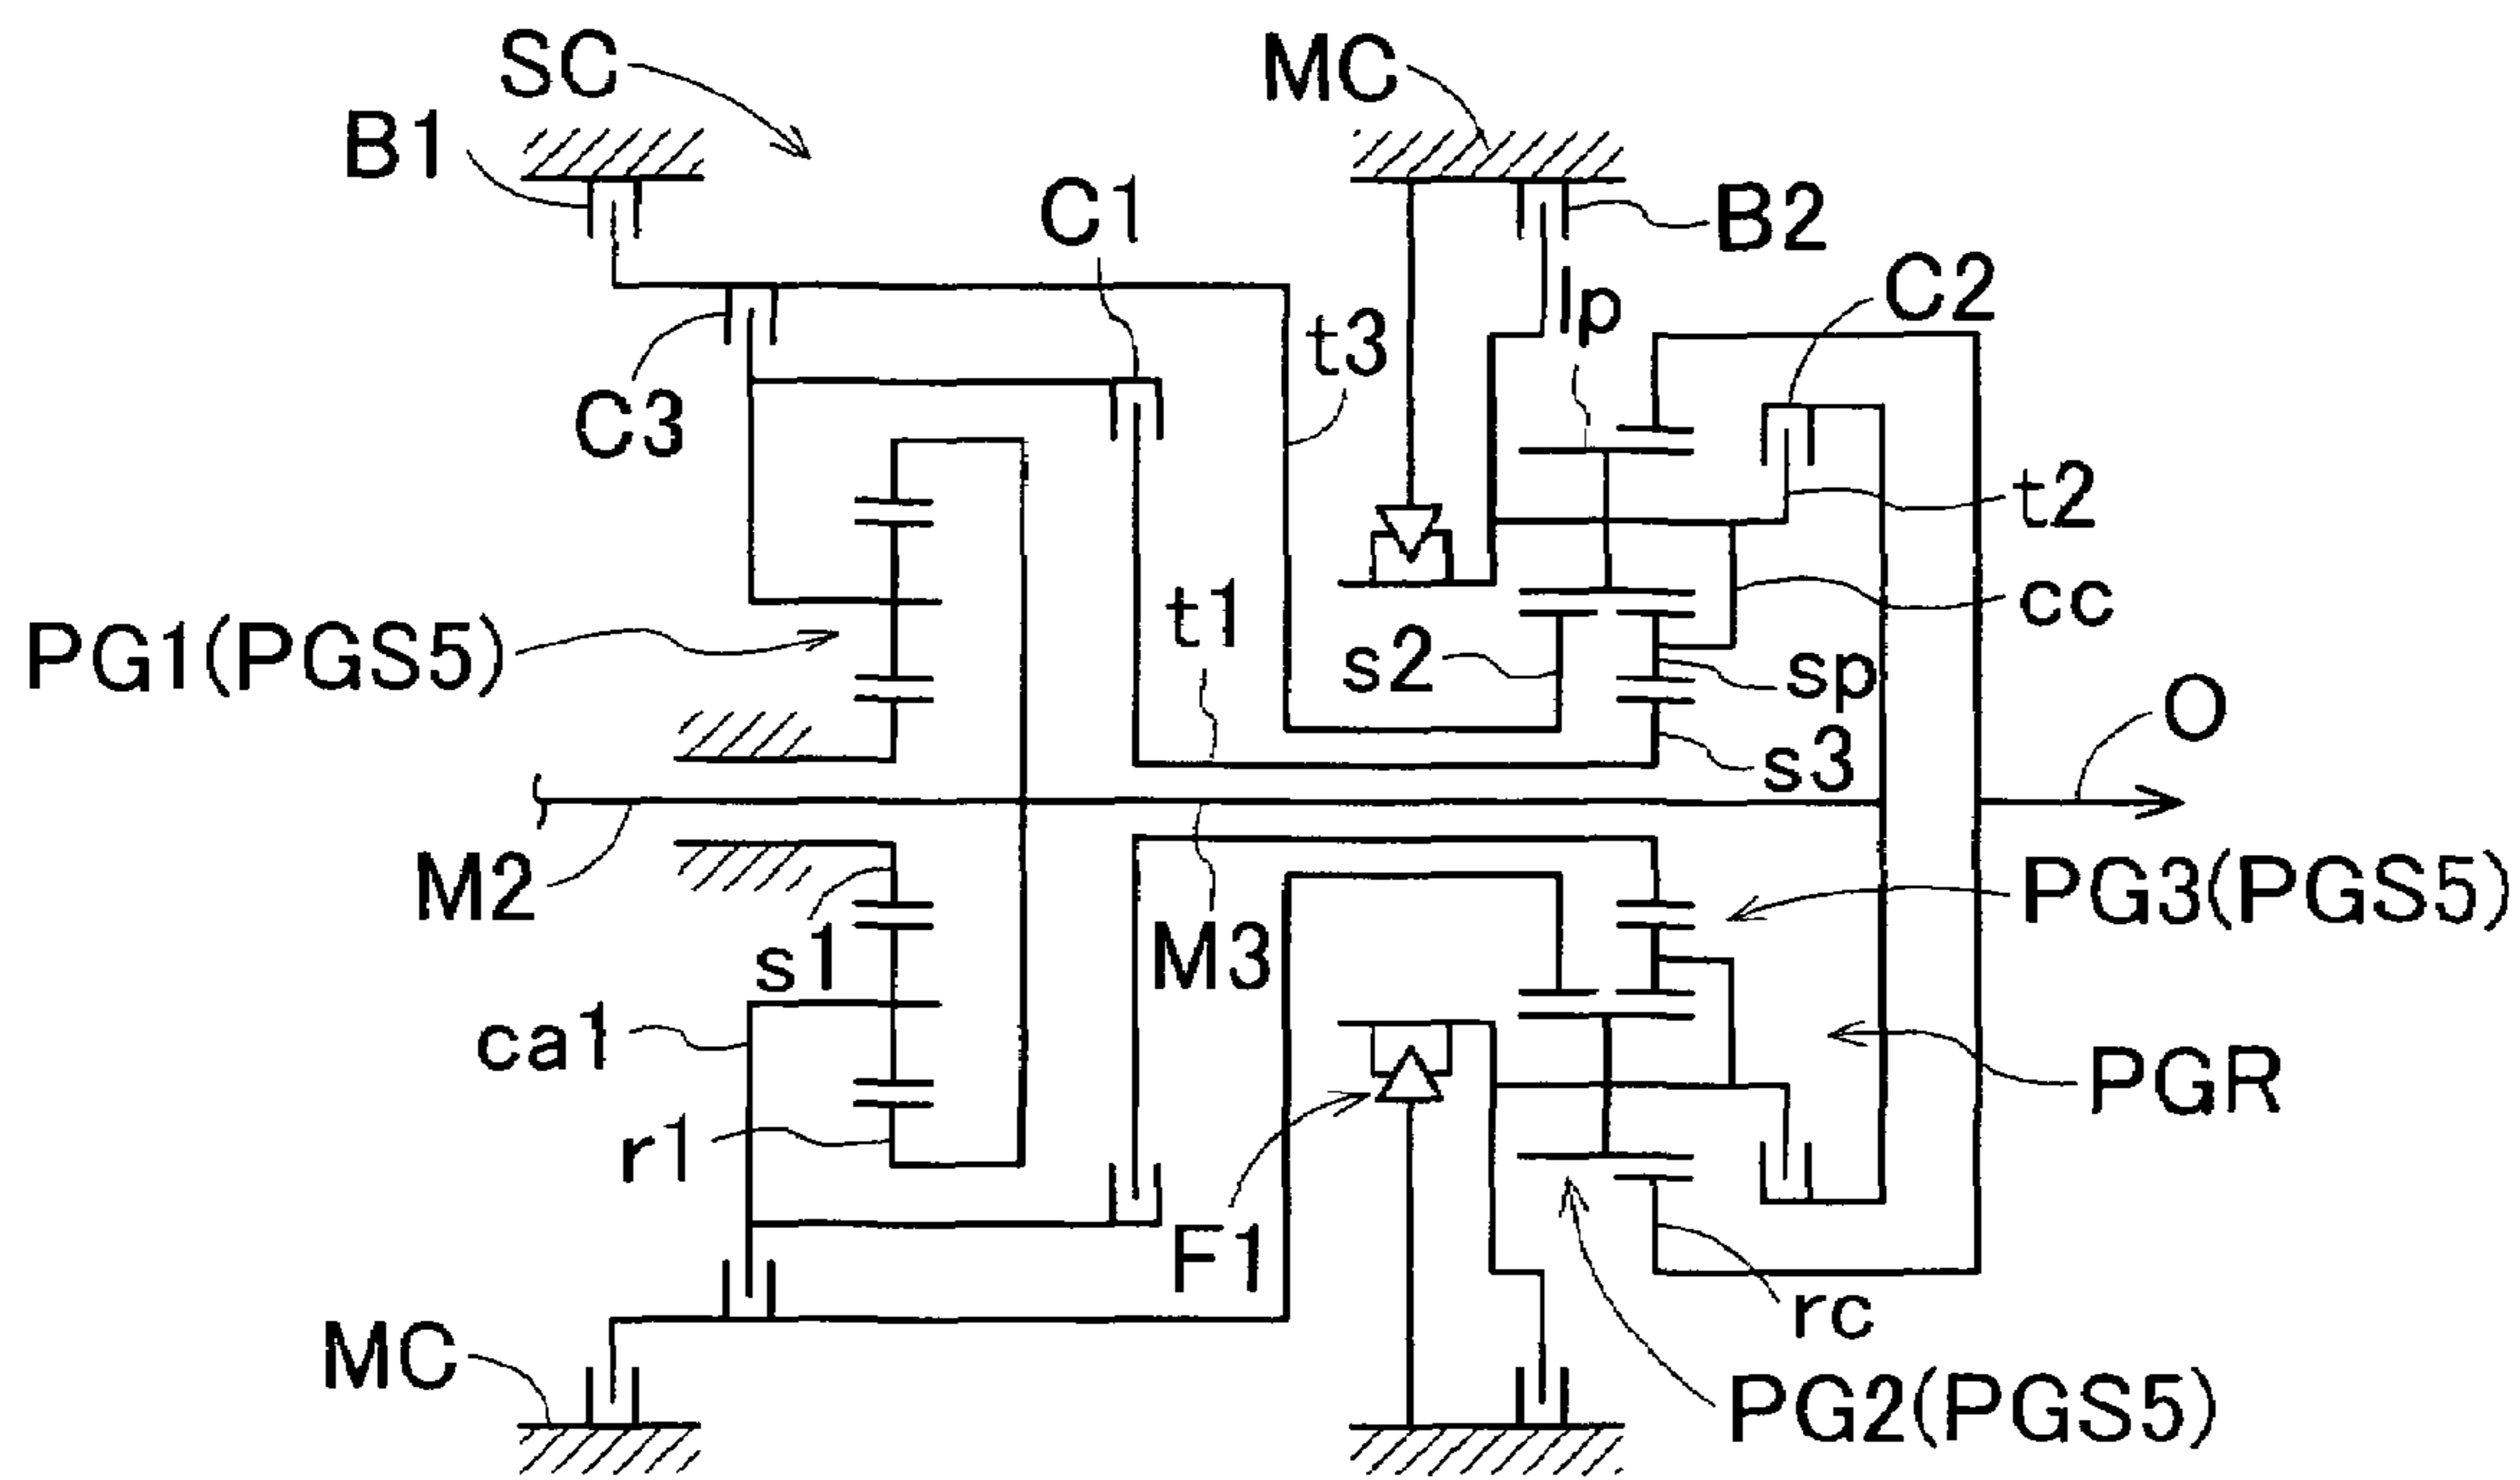 SC
MC
B1
C1
B2
C2
lp
t3
C3
t2
cc
t1
PG1(PGS5)
s2
sp
O
s3
M2
PG3(PGS5)
M3
s1
ca1
PGR
r1
F1
rc
MC
PG2(PGS5)